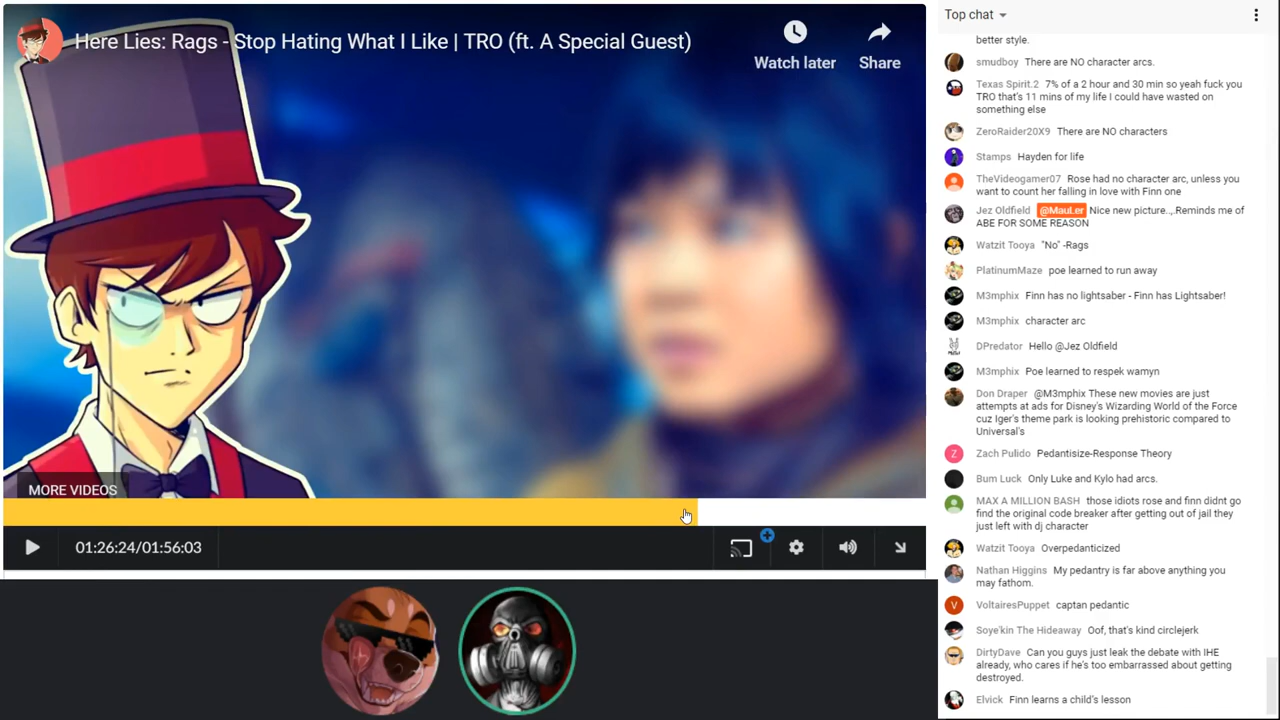 Here Lies: Rags - Stop Hating What I Like | TRO (ft. A Special Guest)
Watch later
Share
MORE VIDEOS
01:26:24/01:56:03
Top chat
better style.
smudboy There are NO character arcs.
Texas Spirit.2 7% of a 2 hour and 30 min so yeah fuck you
TRO that's 11 mins of my life I could have wasted on
something else
ZeroRaider20X9 There are NO characters
Stamps Hayden for life
TheVideogamer07 Rose had no character arc, unless you
want to count her falling in love with Finn one
Jez Oldfield @MauLer Nice new picture..,.Reminds me of
ABE FOR SOME REASON
Watzit Tooya "No" -Rags
PlatinumMaze poe learned to run away
M3mphix Finn has no lightsaber - Finn has Lightsaber!
M3mphix character arc
DPredator Hello @Jez Oldfield
M3mphix Poe learned to respek wamyn
Don Draper @M3mphix These new movies are just
attempts at ads for Disney's Wizarding World of the Force
cuz Iger's theme park is looking prehistoric compared to
Universal's
Z
Zach Pulido Pedantisize-Response Theory
Bum Luck Only Luke and Kylo had arcs.
MAX A MILLION BASH those idiots rose and finn didnt go
find the original code breaker after getting out of jail they
just left with dj character
Watzit Tooya Overpedanticized
Nathan Higgins My pedantry is far above anything you
may fathom.
V
VoltairesPuppet captan pedantic
Soye'kin The Hideaway Oof, that's kind circlejerk
DirtyDave Can you guys just leak the debate with IHE
already, who cares if he's too embarrassed about getting
destroyed.
Elvick Finn learns a child's lesson